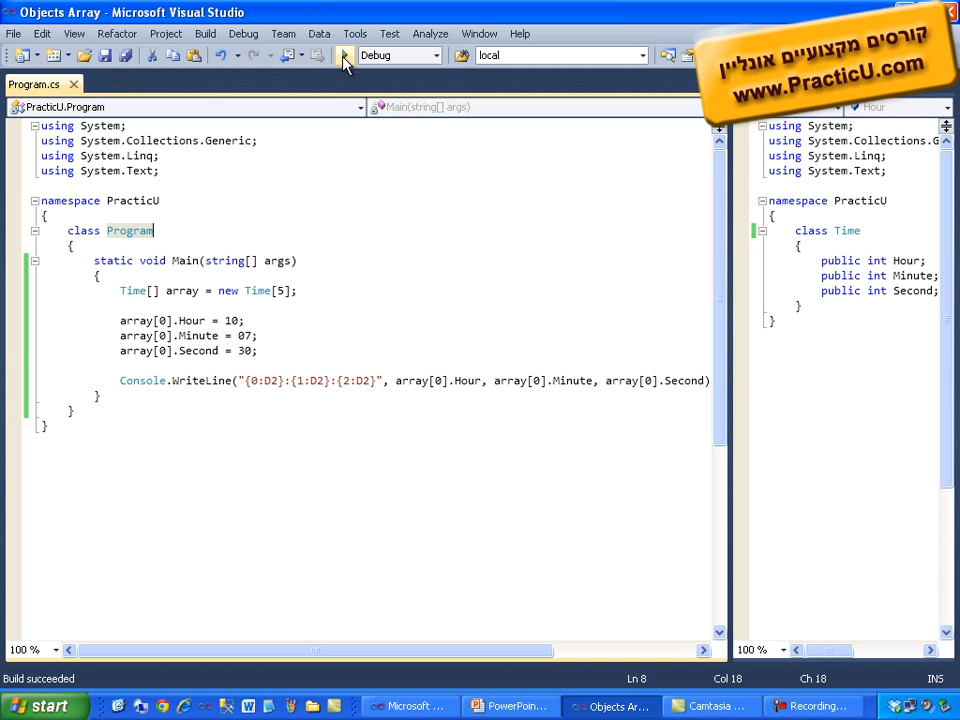 Objects Array - Microsoft Visual Studio
File Edit View Refactor Project Build Debug Team Data Tools Test Analyze Window Help
Debug local
קורסים מקצועיים אונליין
www.PracticU.com
Program.cs
PracticU.Program Main(string[] args) Hour
using System;
using System.Collections.Generic;
using System.Linq;
using System.Text;
namespace PracticU
{
class Program
{
static void Main(string[] args)
{
Time[] array = new Time[5];
array[0].Hour = 10;
array[0].Minute = 07;
array[0].Second = 30;
Console.WriteLine("{0:D2}:{1:D2}:{2:D2}", array[0].Hour, array[0].Minute, array[0].Second)
}
}
}
using System;
using System.Collections.G
using System.Linq;
using System.Text;
namespace PracticU
{
class Time
{
public int Hour;
public int Minute;
public int Second;
}
}
100 % 100 %
Build succeeded Ln 8 Col 18 Ch 18 INS
start Microsoft ... PowerPoin... Objects Ar... Camtasia ... Recording...